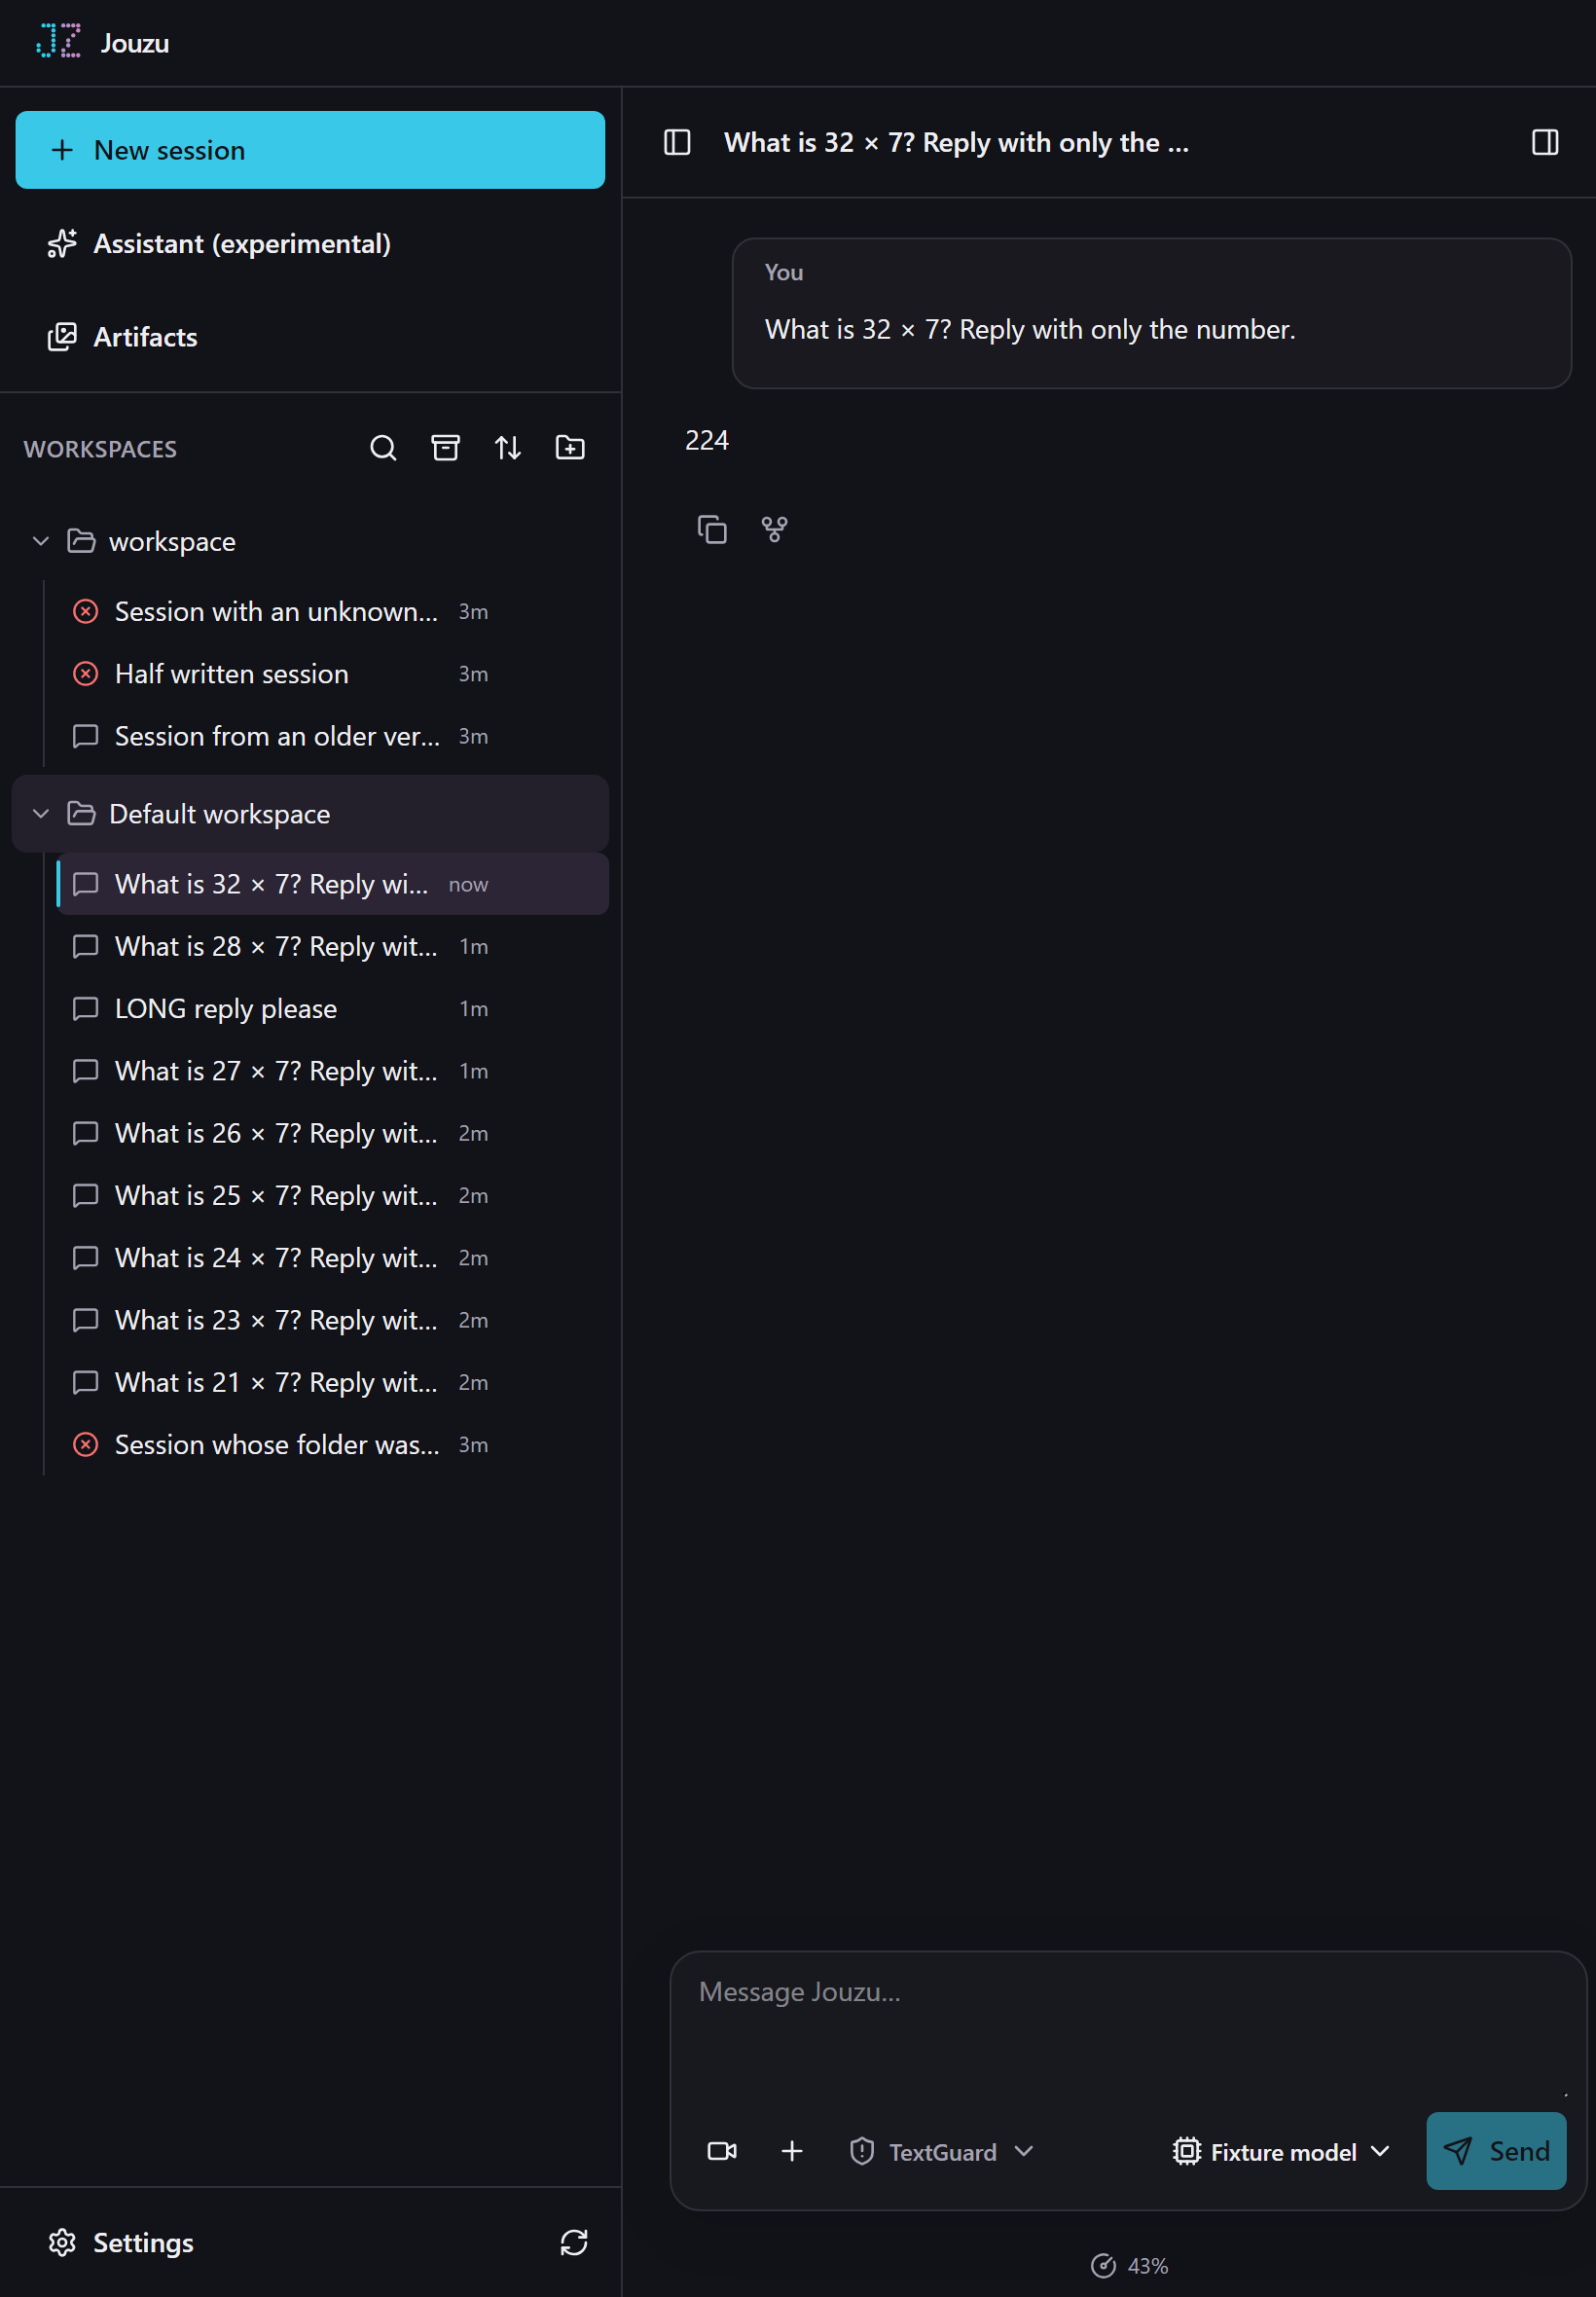 JZ Jouzu
New session
Assistant (experimental)
Artifacts
WORKSPACES
workspace
Session with an unknown... 3m
Half written session 3m
Session from an older ver... 3m
Default workspace
What is 32 × 7? Reply wi... now
What is 28 × 7? Reply wit... 1m
LONG reply please 1m
What is 27 × 7? Reply wit... 1m
What is 26 × 7? Reply wit... 2m
What is 25 × 7? Reply wit... 2m
What is 24 × 7? Reply wit... 2m
What is 23 × 7? Reply wit... 2m
What is 21 × 7? Reply wit... 2m
Session whose folder was... 3m
Settings
What is 32 × 7? Reply with only the ...
You
What is 32 × 7? Reply with only the number.
224
Message Jouzu...
TextGuard
Fixture model
Send
43%